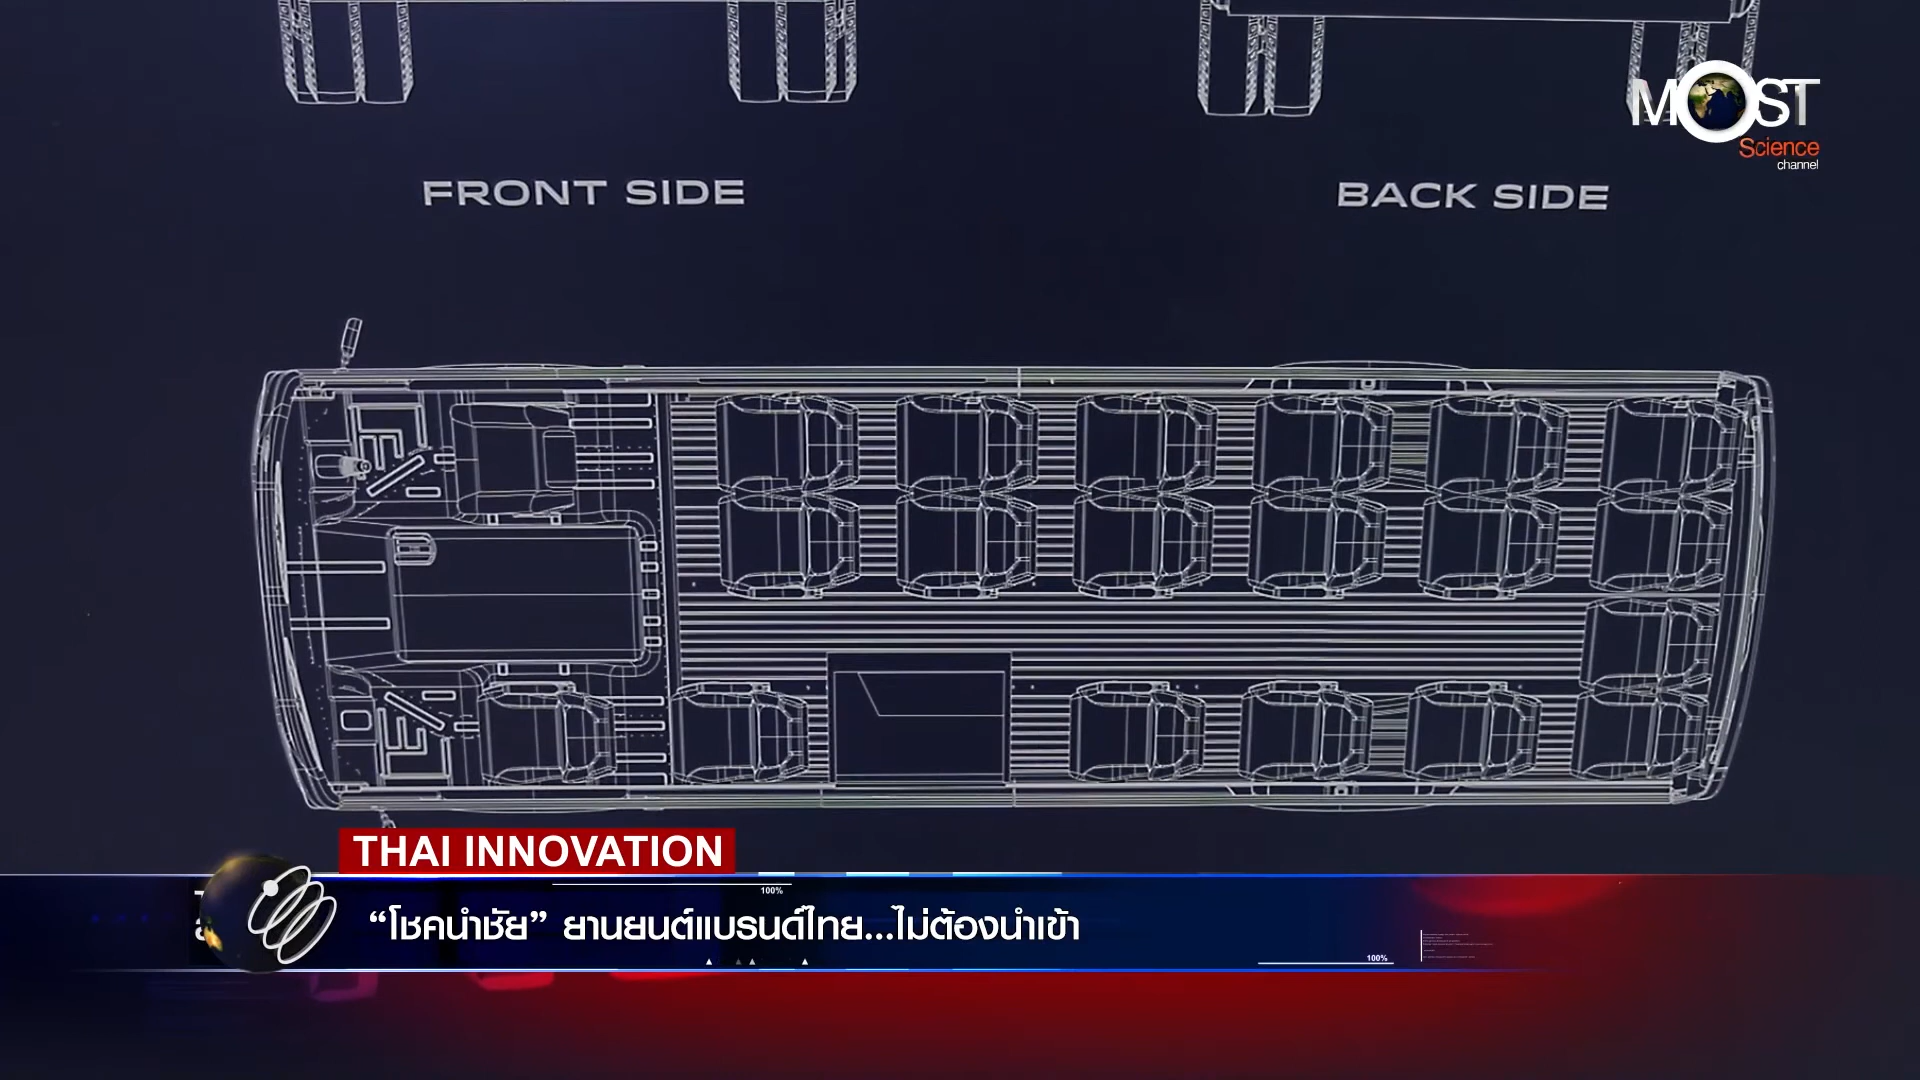 MOST
Science
channel
FRONT SIDE
BACK SIDE
THAI INNOVATION
100%
“โชคนำชัย” ยานยนต์แบรนด์ไทย...ไม่ต้องนำเข้า
100%